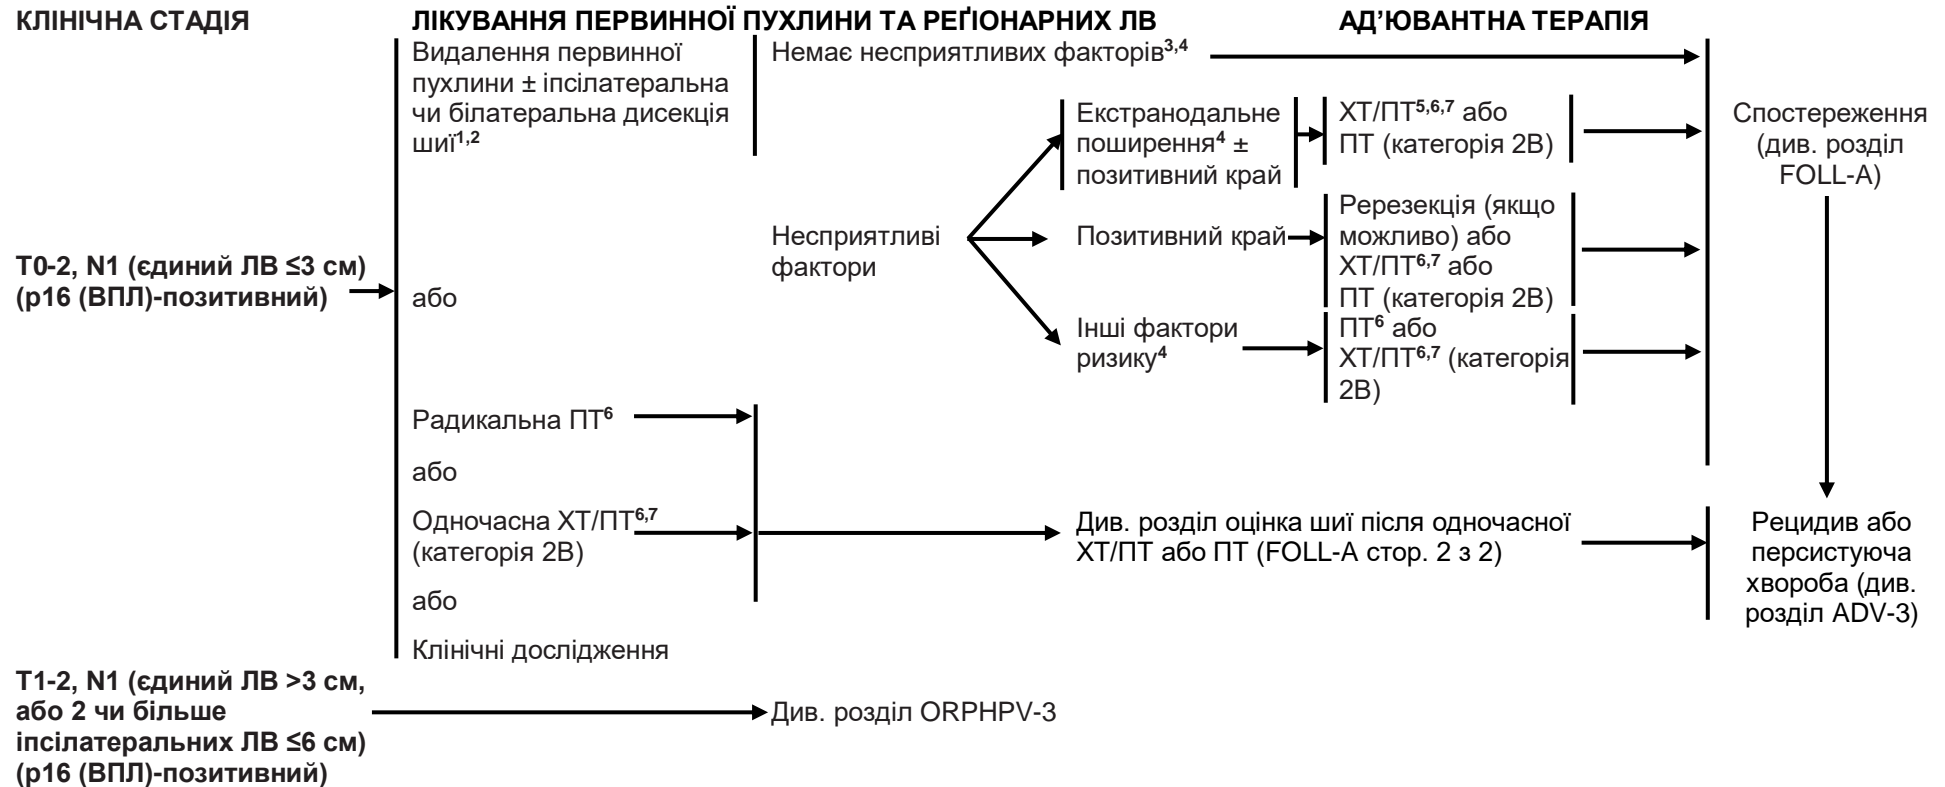 КЛІНІЧНА СТАДІЯ
ЛІКУВАННЯ ПЕРВИННОЇ ПУХЛИНИ ТА РЕҐІОНАРНИХ ЛВ
АД’ЮВАНТНА ТЕРАПІЯ
Видалення первинної
пухлини ± іпсілатеральна
чи білатеральна дисекція
шиї1,2
Немає несприятливих факторів3,4
Несприятливі
фактори
Екстранодальне
поширення4 ±
позитивний край
ХТ/ПТ5,6,7 або
ПТ (категорія 2В)
Позитивний край
Ререзекція (якщо
можливо) або
ХТ/ПТ6,7 або
ПТ (категорія 2В)
Інші фактори
ризику4
ПТ6 або
ХТ/ПТ6,7 (категорія
2В)
Спостереження
(див. розділ
FOLL-A)
T0-2, N1 (єдиний ЛВ ≤3 см)
(р16 (ВПЛ)-позитивний)
або
Радикальна ПТ6
або
Одночасна ХТ/ПТ6,7
(категорія 2В)
або
Клінічні дослідження
Див. розділ оцінка шиї після одночасної
ХТ/ПТ або ПТ (FOLL-A стор. 2 з 2)
Рецидив або
персистуюча
хвороба (див.
розділ ADV-3)
T1-2, N1 (єдиний ЛВ >3 см,
або 2 чи більше
іпсілатеральних ЛВ ≤6 см)
(р16 (ВПЛ)-позитивний)
Див. розділ ORPHPV-3